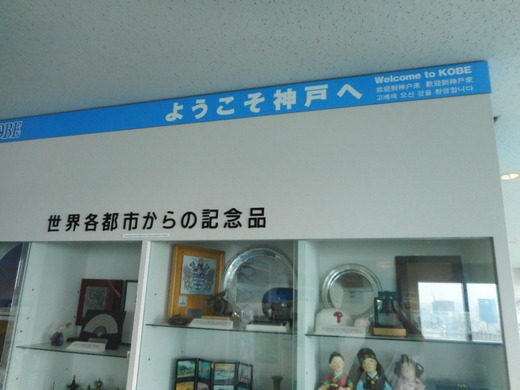 ようこそ神戸へ
Welcome to KOBE
欢迎到神户来 歡迎到神戶來
고베에 오신 것을 환영합니다
世界各都市からの記念品